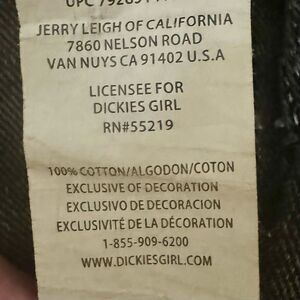 UPC
JERRY LEIGH OF CALIFORNIA
7860 NELSON ROAD
VAN NUYS CA 91402 U.S.A
LICENSEE FOR
DICKIES GIRL
RN#55219
100% COTTON/ALGODON/COTON
EXCLUSIVE OF DECORATION
EXCLUSIVO DE DECORACION
EXCLUSIVITÉ DE LA DÉCORATION
1-855-909-6200
WWW.DICKIESGIRL.COM